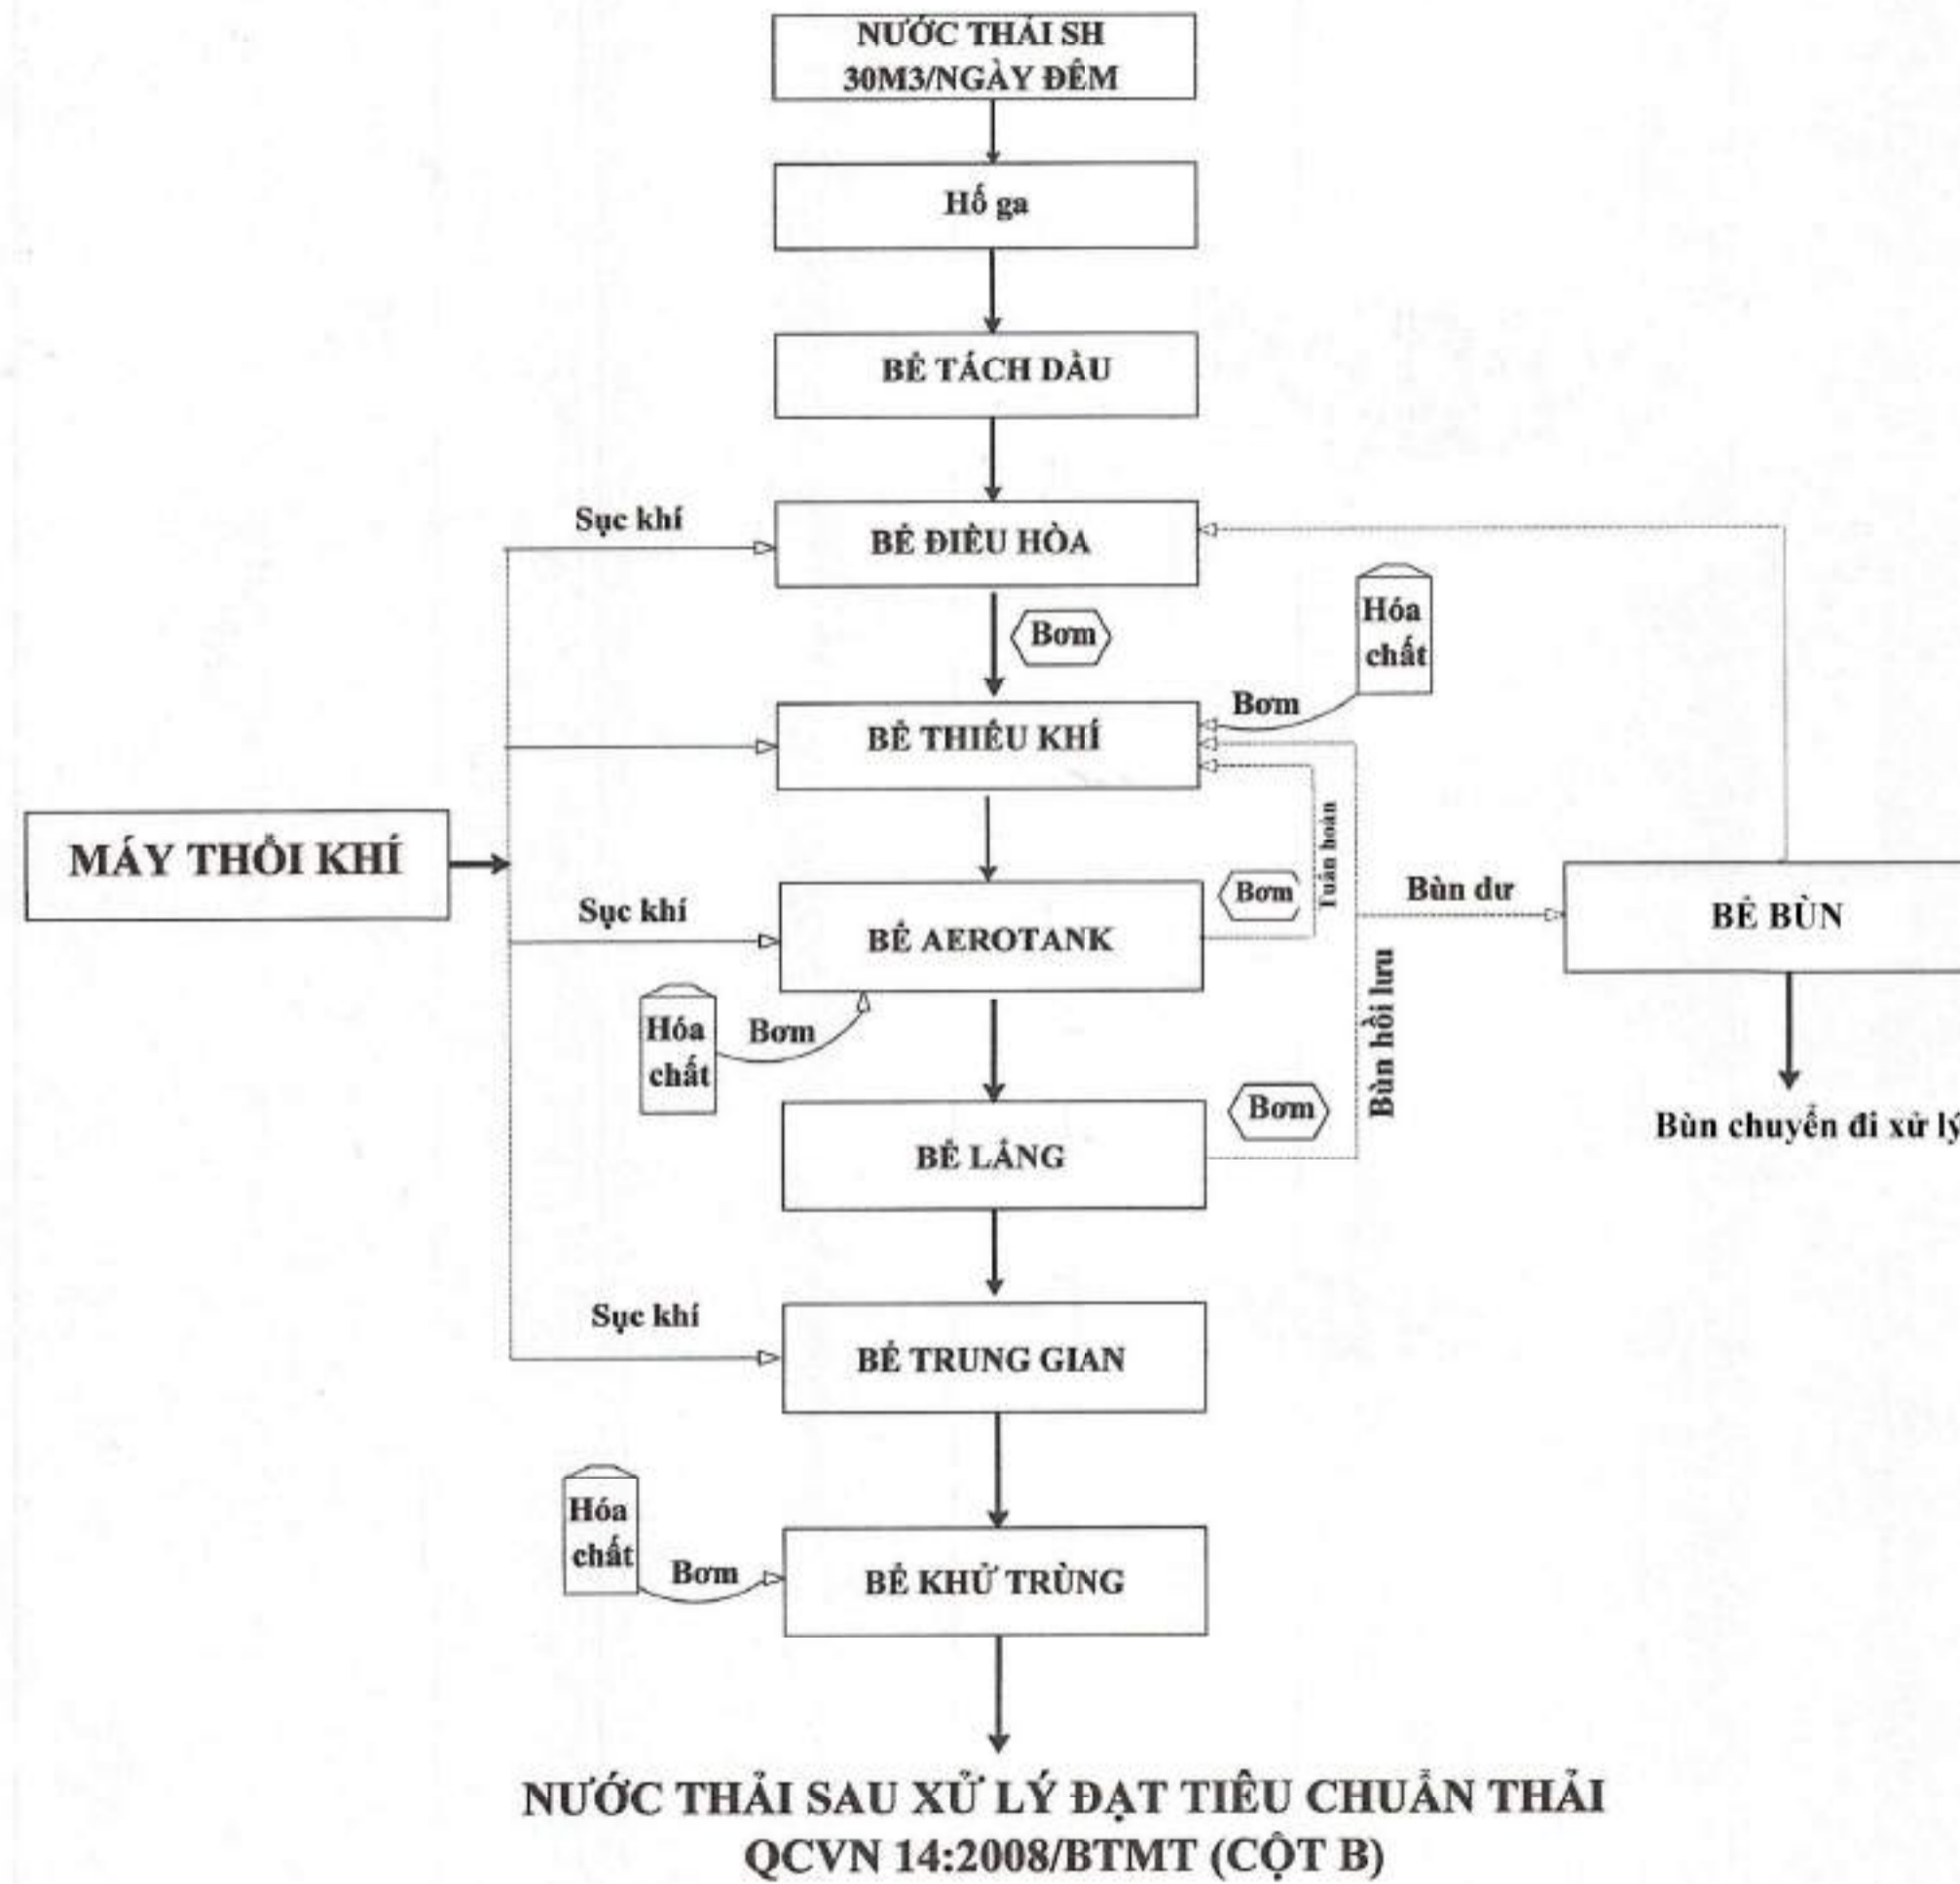 NƯỚC THẢI SH
30M3/NGÀY ĐÊM
Hố ga
BỂ TÁCH DẦU
Sục khí
BỂ ĐIỀU HÒA
Bơm
Hóa
chất
Bơm
BỂ THIẾU KHÍ
Tuần hoàn
MÁY THỔI KHÍ
Sục khí
BỂ AEROTANK
Bơm
Bùn dư
BỂ BÙN
Hóa
chất
Bơm
Bùn hồi lưu
Bơm
BỂ LẮNG
Bùn chuyển đi xử lý
Sục khí
BỂ TRUNG GIAN
Hóa
chất
Bơm
BỂ KHỬ TRÙNG
NƯỚC THẢI SAU XỬ LÝ ĐẠT TIÊU CHUẨN THẢI
QCVN 14:2008/BTMT (CỘT B)